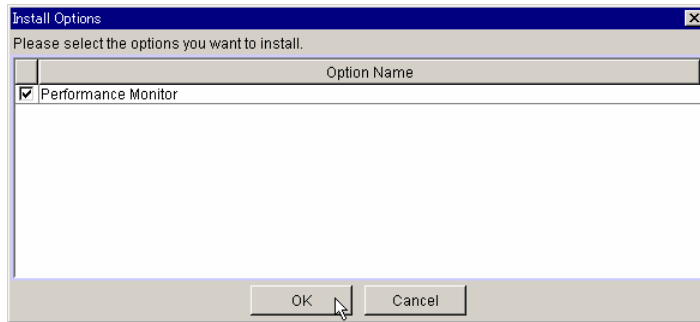 Install Options
Please select the options you want to install.
Option Name
Performance Monitor
OK
Cancel